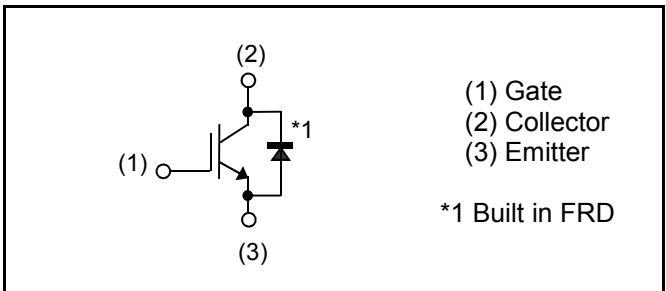 (2)
*1
(1)
(3)
(1) Gate
(2) Collector
(3) Emitter
*1 Built in FRD